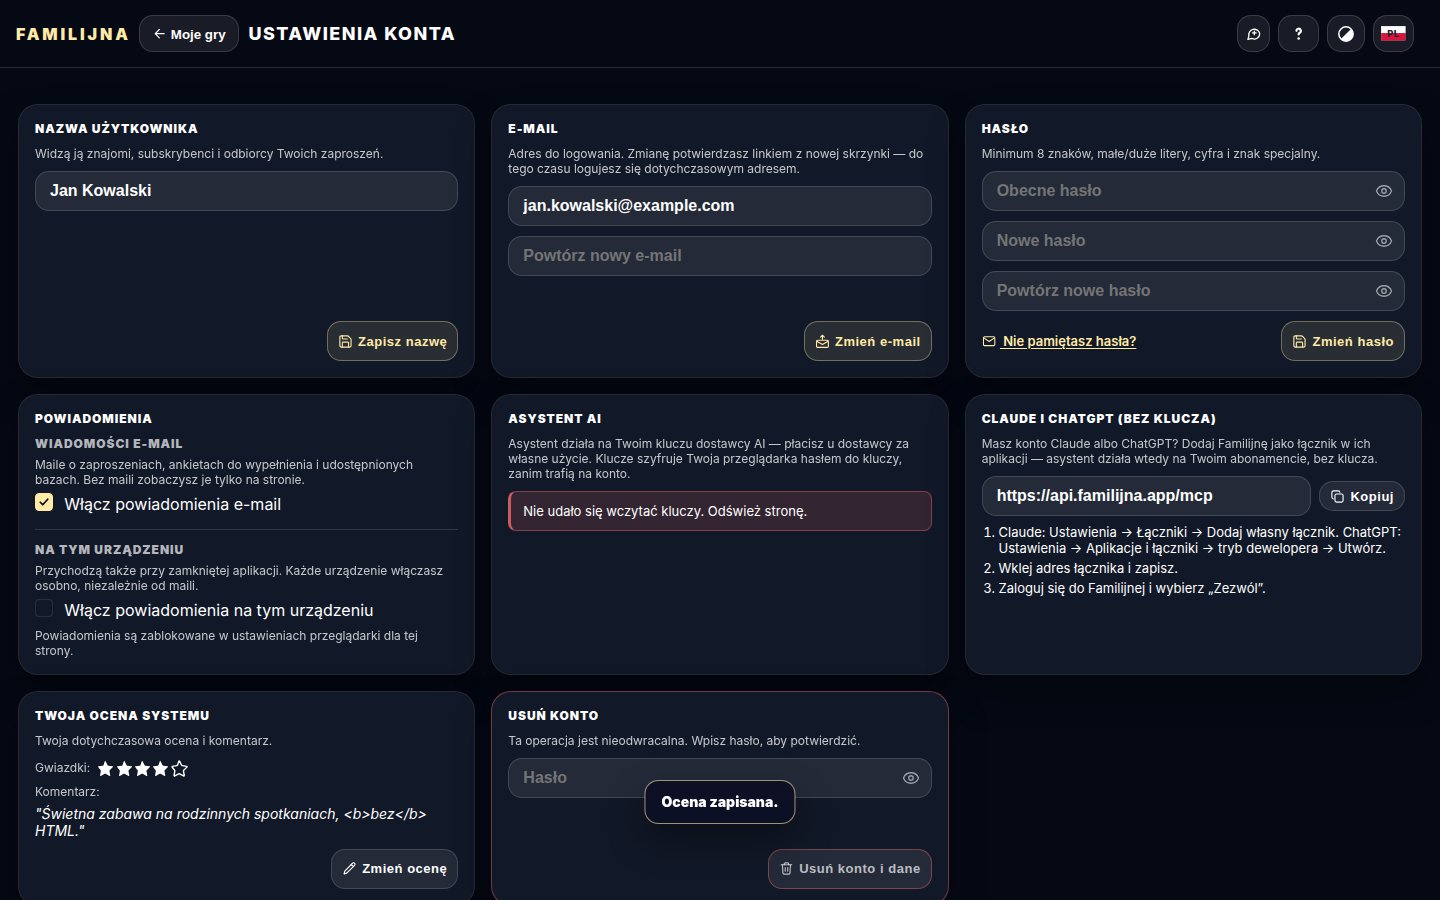 FAMILIJNA
Moje gry
USTAWIENIA KONTA
?
PL
NAZWA UŻYTKOWNIKA
Widzą ją znajomi, subskrybenci i odbiorcy Twoich zaproszeń.
Jan Kowalski
Zapisz nazwę
E-MAIL
Adres do logowania. Zmianę potwierdzasz linkiem z nowej skrzynki — do
tego czasu logujesz się dotychczasowym adresem.
jan.kowalski@example.com
Powtórz nowy e-mail
Zmień e-mail
HASŁO
Minimum 8 znaków, małe/duże litery, cyfra i znak specjalny.
Obecne hasło
Nowe hasło
Powtórz nowe hasło
Nie pamiętasz hasła?
Zmień hasło
POWIADOMIENIA
WIADOMOŚCI E-MAIL
Maile o zaproszeniach, ankietach do wypełnienia i udostępnionych
bazach. Bez maili zobaczysz je tylko na stronie.
Włącz powiadomienia e-mail
NA TYM URZĄDZENIU
Przychodzą także przy zamkniętej aplikacji. Każde urządzenie włączasz
osobno, niezależnie od maili.
Włącz powiadomienia na tym urządzeniu
Powiadomienia są zablokowane w ustawieniach przeglądarki dla tej
strony.
ASYSTENT AI
Asystent działa na Twoim kluczu dostawcy AI — płacisz u dostawcy za
własne użycie. Klucze szyfruje Twoja przeglądarka hasłem do kluczy,
zanim trafią na konto.
Nie udało się wczytać kluczy. Odśwież stronę.
CLAUDE I CHATGPT (BEZ KLUCZA)
Masz konto Claude albo ChatGPT? Dodaj Familijnę jako łącznik w ich
aplikacji — asystent działa wtedy na Twoim abonamencie, bez klucza.
https://api.familijna.app/mcp
Kopiuj
1. Claude: Ustawienia → Łączniki → Dodaj własny łącznik. ChatGPT:
Ustawienia → Aplikacje i łączniki → tryb dewelopera → Utwórz.
2. Wklej adres łącznika i zapisz.
3. Zaloguj się do Familijnej i wybierz „Zezwól”.
TWOJA OCENA SYSTEMU
Twoja dotychczasowa ocena i komentarz.
Gwiazdki:
Komentarz:
"Świetna zabawa na rodzinnych spotkaniach, <b>bez</b>
HTML."
Zmień ocenę
USUŃ KONTO
Ta operacja jest nieodwracalna. Wpisz hasło, aby potwierdzić.
Hasło
Ocena zapisana.
Usuń konto i dane